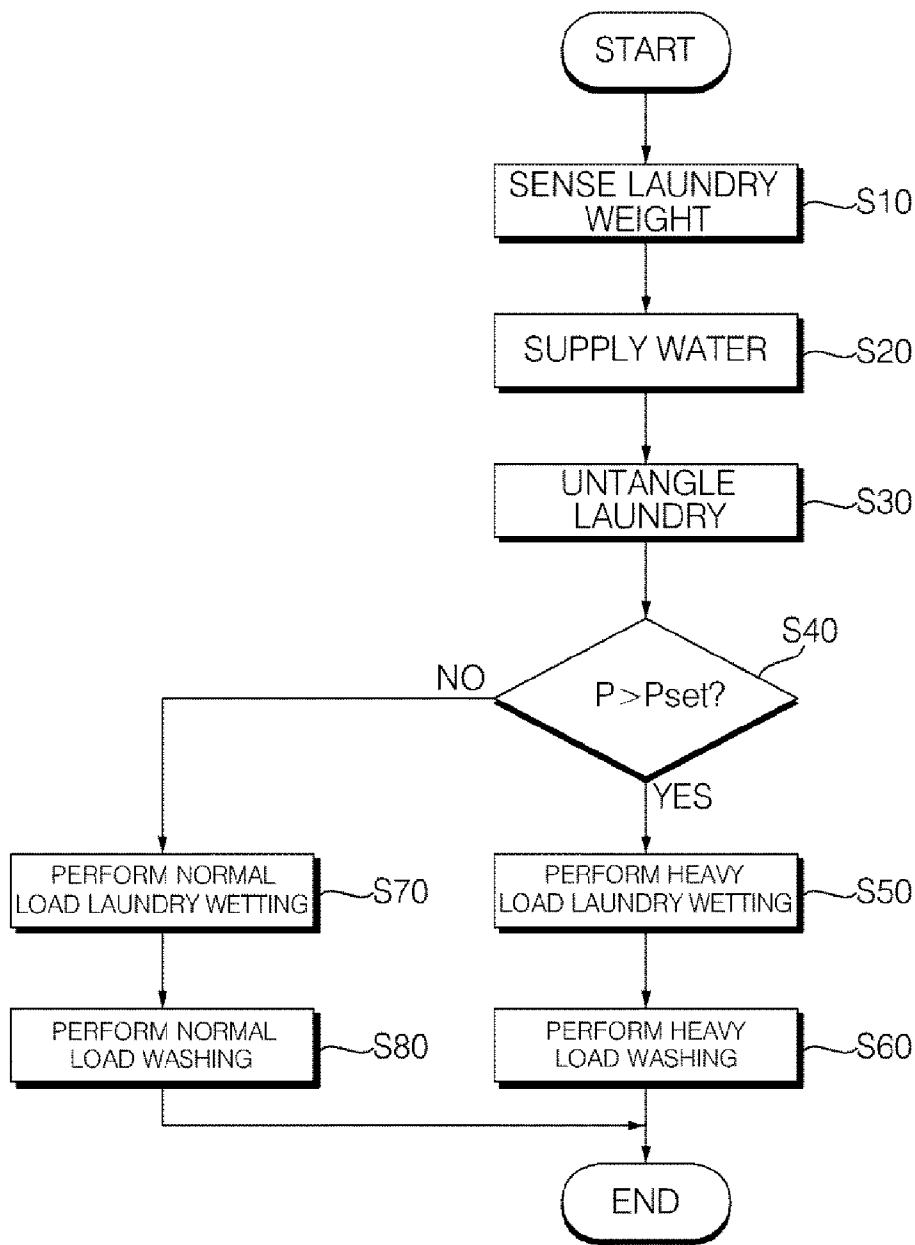 START
SENSE LAUNDRY
WEIGHT
S10
SUPPLY WATER
S20
UNTANGLE
LAUNDRY
S30
S40
P>Pset?
NO
YES
PERFORM NORMAL
LOAD LAUNDRY WETTING
S70
PERFORM HEAVY
LOAD LAUNDRY WETTING
S50
PERFORM NORMAL
LOAD WASHING
S80
PERFORM HEAVY
LOAD WASHING
S60
END